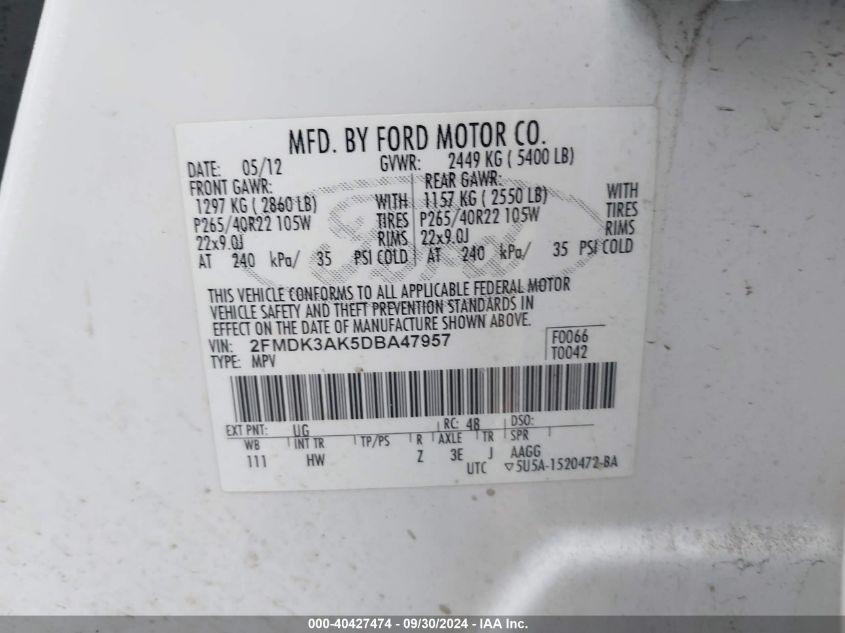 MFD. BY FORD MOTOR CO.
DATE: 05/12 GVWR: 2449 KG ( 5400 LB)
FRONT GAWR: REAR GAWR:
1297 KG ( 2860 LB) WITH 1157 KG ( 2550 LB) WITH
P265/40R22 105W TIRES P265/40R22 105W TIRES
22x9.0J RIMS 22x9.0J RIMS
AT 240 kPa/ 35 PSI COLD AT 240 kPa/ 35 PSI COLD
Ford
THIS VEHICLE CONFORMS TO ALL APPLICABLE FEDERAL MOTOR
VEHICLE SAFETY AND THEFT PREVENTION STANDARDS IN
EFFECT ON THE DATE OF MANUFACTURE SHOWN ABOVE.
VIN: 2FMDK3AK5DBA47957 F0066
TYPE: MPV T0042
EXT PNT: UG RC: 48 DSO:
WB INT TR TP/PS R AXLE TR SPR
111 HW Z 3E J AAGG
UTC ▽5U5A-1520472-BA
000-40427474 - 09/30/2024 - IAA Inc.